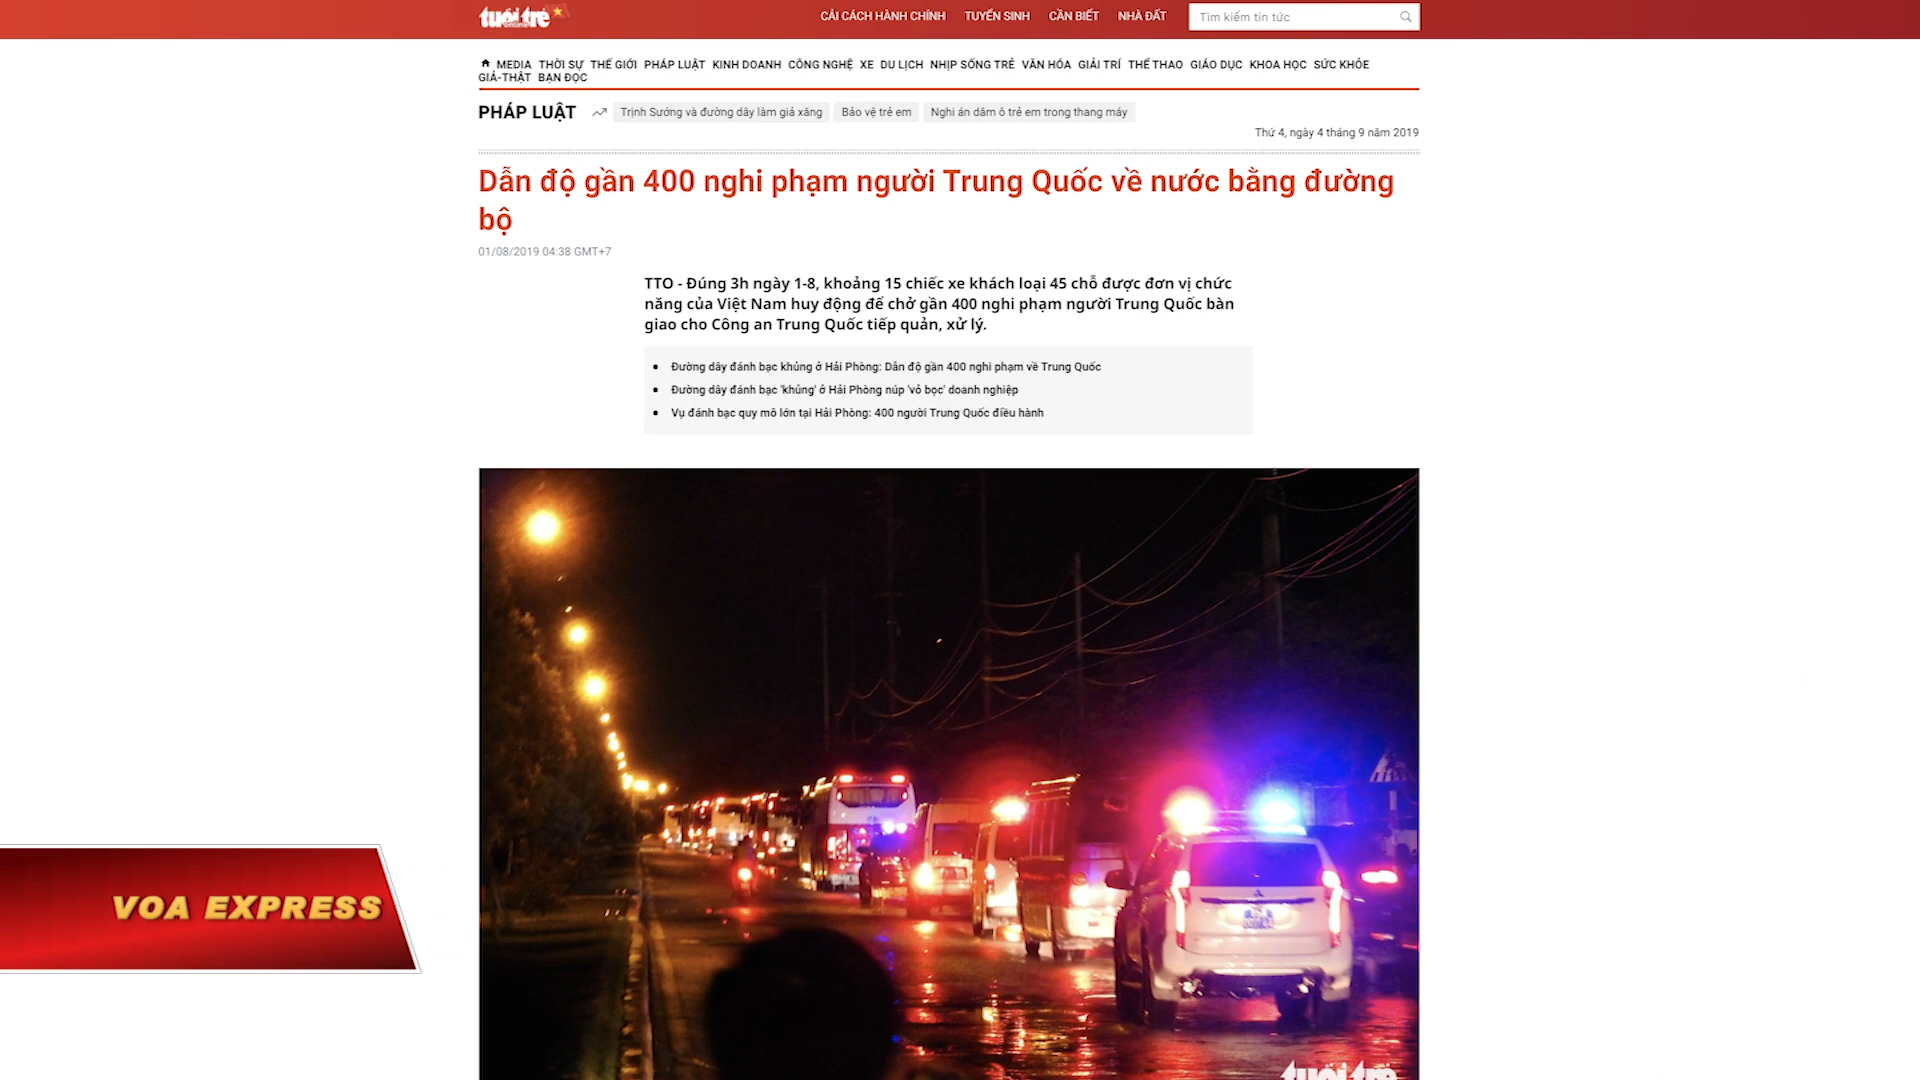 tuổi trẻ
CẢI CÁCH HÀNH CHÍNH TUYỂN SINH CẦN BIẾT NHÀ ĐẤT Tìm kiếm tin tức
MEDIA THỜI SỰ THẾ GIỚI PHÁP LUẬT KINH DOANH CÔNG NGHỆ XE DU LỊCH NHỊP SỐNG TRẺ VĂN HÓA GIẢI TRÍ THỂ THAO GIÁO DỤC KHOA HỌC SỨC KHỎE
GIẢ-THẬT BẠN ĐỌC
PHÁP LUẬT Trịnh Sướng và đường dây làm giả xăng Bảo vệ trẻ em Nghi án dâm ô trẻ em trong thang máy
Thứ 4, ngày 4 tháng 9 năm 2019
Dẫn độ gần 400 nghi phạm người Trung Quốc về nước bằng đường
bộ
01/08/2019 04:38 GMT+7
TTO - Đúng 3h ngày 1-8, khoảng 15 chiếc xe khách loại 45 chỗ được đơn vị chức
năng của Việt Nam huy động để chở gần 400 nghi phạm người Trung Quốc bàn
giao cho Công an Trung Quốc tiếp quản, xử lý.
Đường dây đánh bạc khủng ở Hải Phòng: Dẫn độ gần 400 nghi phạm về Trung Quốc
Đường dây đánh bạc 'khủng' ở Hải Phòng núp 'vỏ bọc' doanh nghiệp
Vụ đánh bạc quy mô lớn tại Hải Phòng: 400 người Trung Quốc điều hành
VOA EXPRESS
tuổi trẻ